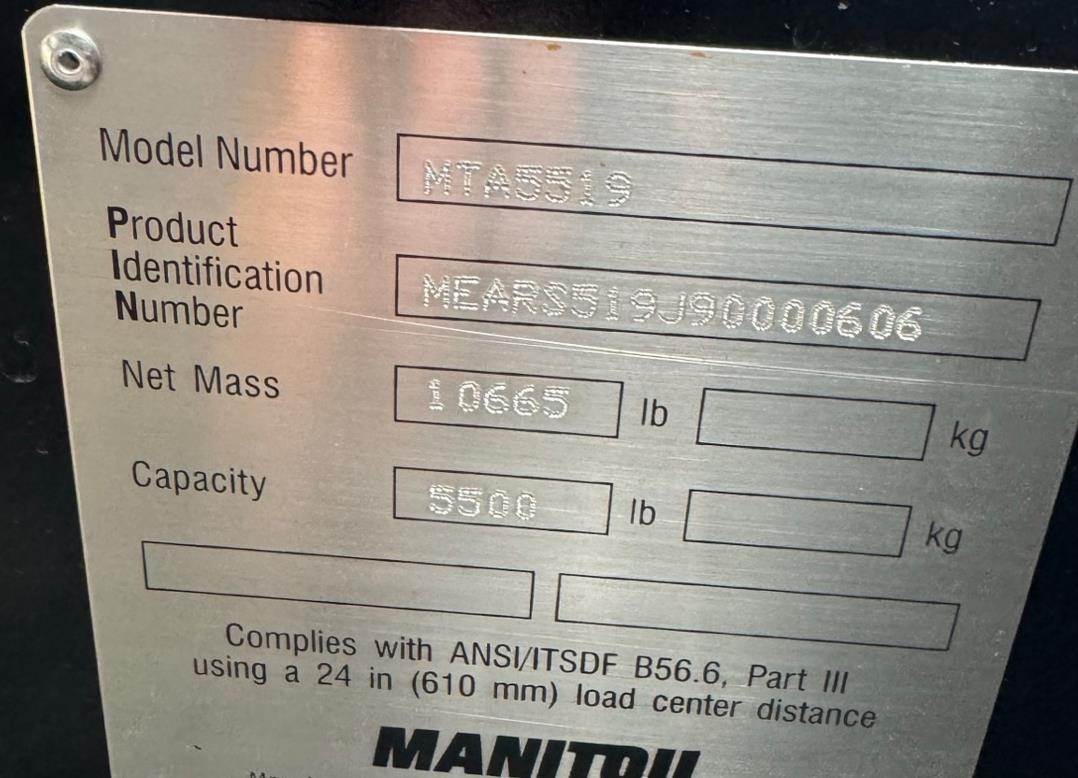 Model Number MTA5519
Product
Identification
Number MEARS519J90000606
Net Mass 10665 lb kg
Capacity 5500 lb kg
Complies with ANSI/ITSDF B56.6, Part III
using a 24 in (610 mm) load center distance
MANITOU